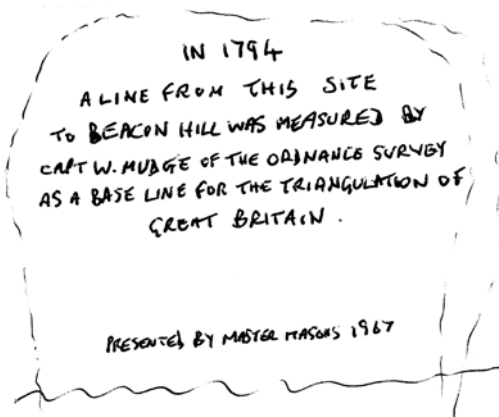 IN 1794
A LINE FROM THIS SITE
TO BEACON HILL WAS MEASURED BY
CAPT W. MUDGE OF THE ORDNANCE SURVEY
AS A BASE LINE FOR THE TRIANGULATION OF
GREAT BRITAIN.
PRESENTED BY MASTER MASONS 1967